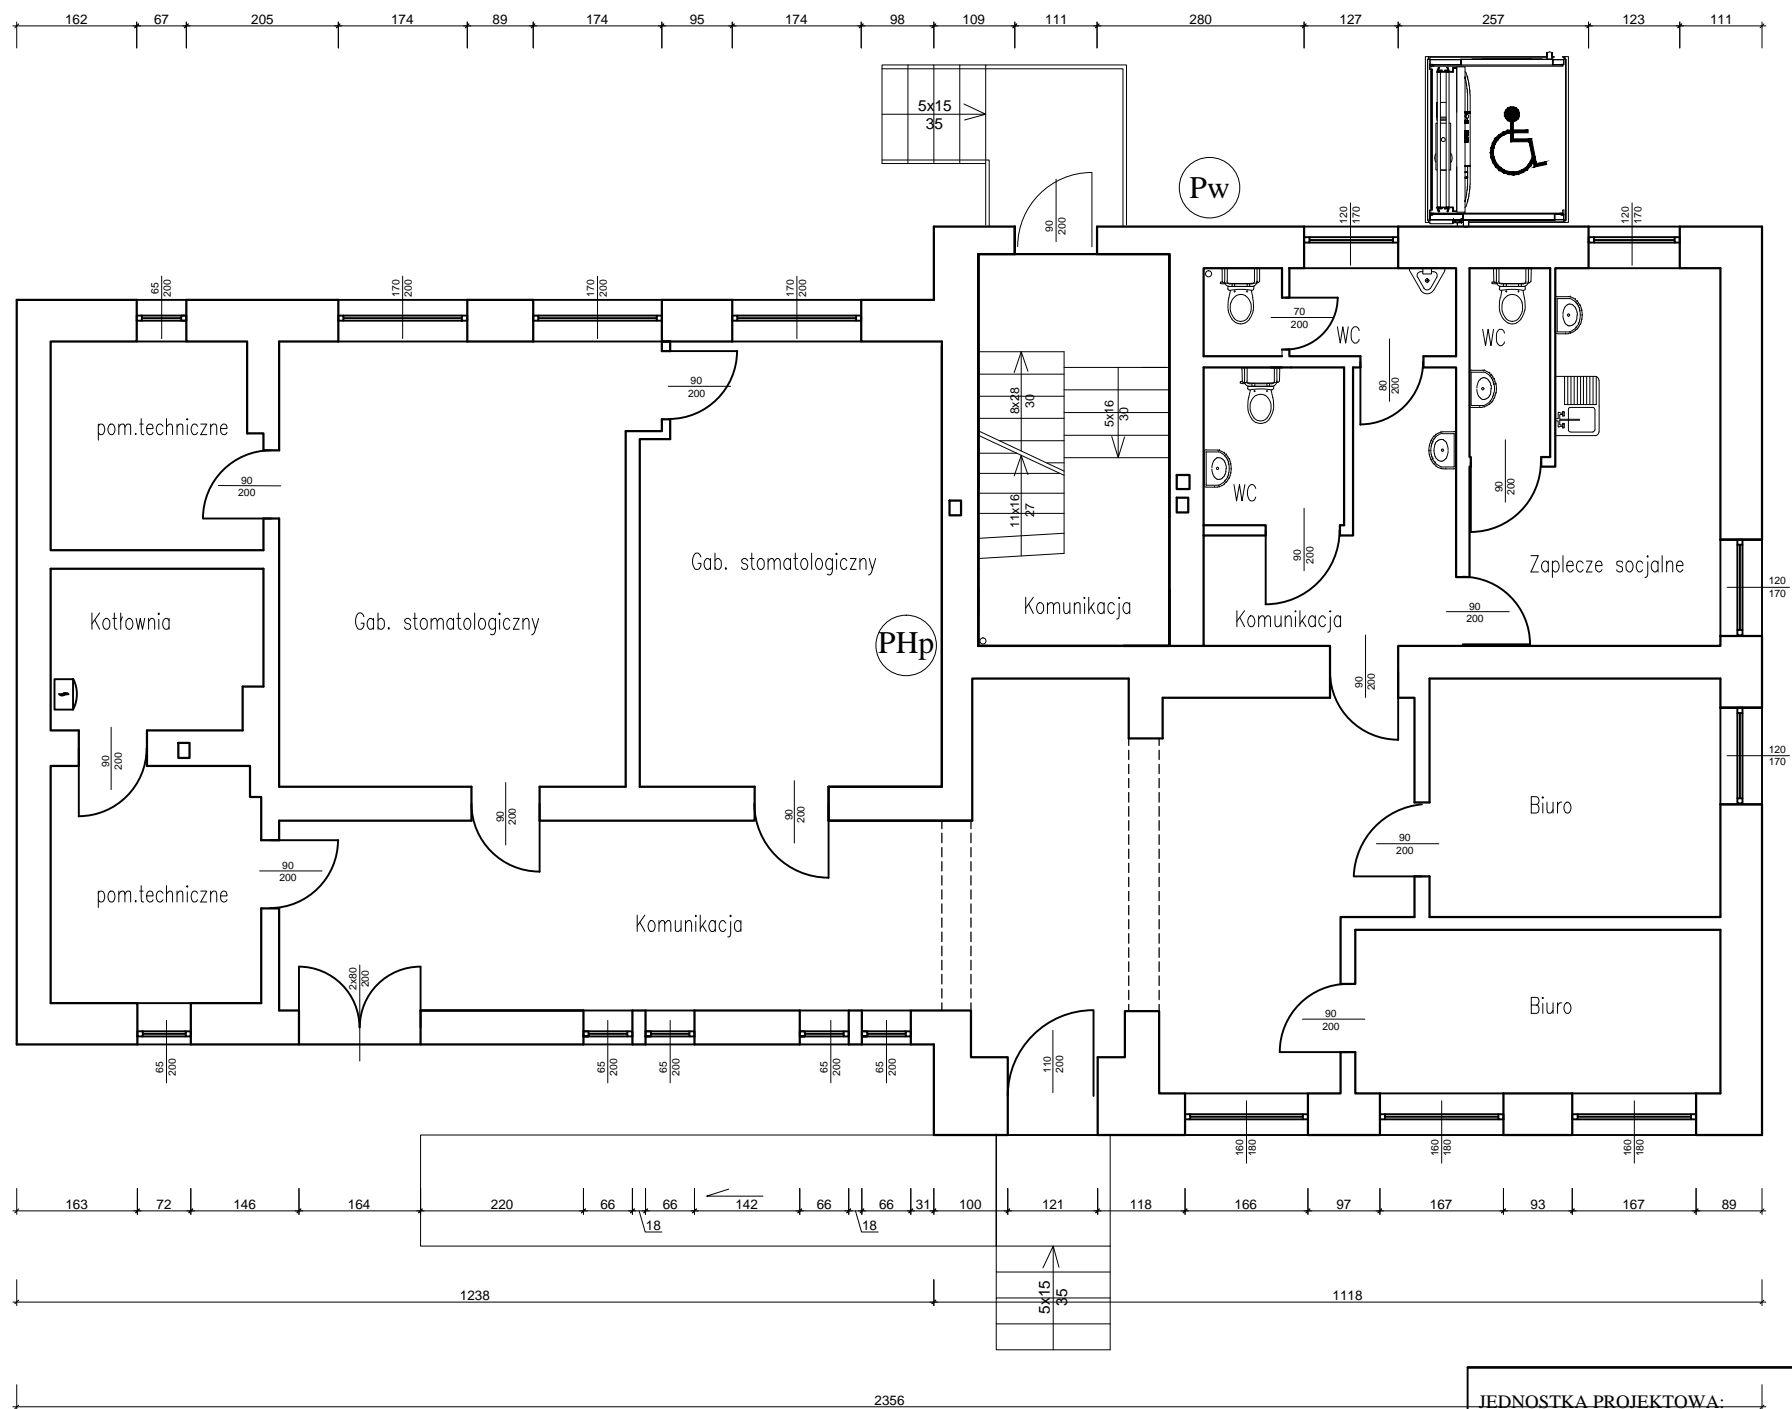 162 67 205 174 89 174 95 174 98 109 111 280 127 257 123 111
5x15
35
Pw
90
200
120
170
120
170
65
200
170
200
170
200
170
200
70
200
WC
WC
80
200
90
200
8x28
30
5x16
30
pom.techniczne
90
200
WC
90
200
11x16
27
90
200
Gab. stomatologiczny
Zaplecze socjalne
120
170
Kotłownia
Gab. stomatologiczny
Komunikacja
Komunikacja
90
200
PHp
90
200
90
200
120
170
Biuro
90
200
90
200
90
200
90
200
pom.techniczne
Komunikacja
2x80
200
Biuro
90
200
110
200
65
200
65
200
65
200
65
200
65
200
160
180
160
180
160
180
163 72 146 164 220 66 66 142 66 66 31 100 121 118 166 97 167 93 167 89
18 18
5x15
35
1238 1118
2356
JEDNOSTKA PROJEKTOWA: